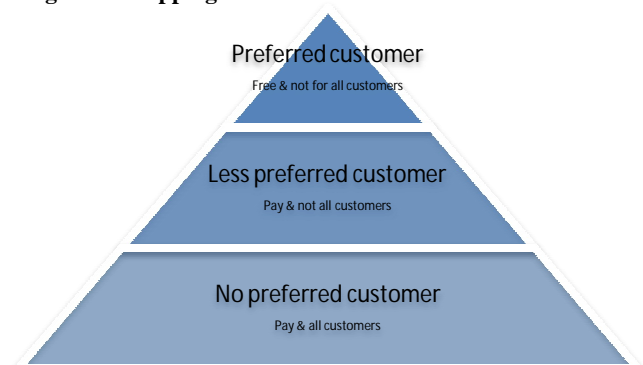 Preferred customer
Free & not for all customers
Less preferred customer
Pay & not all customers
No preferred customer
Pay & all customers